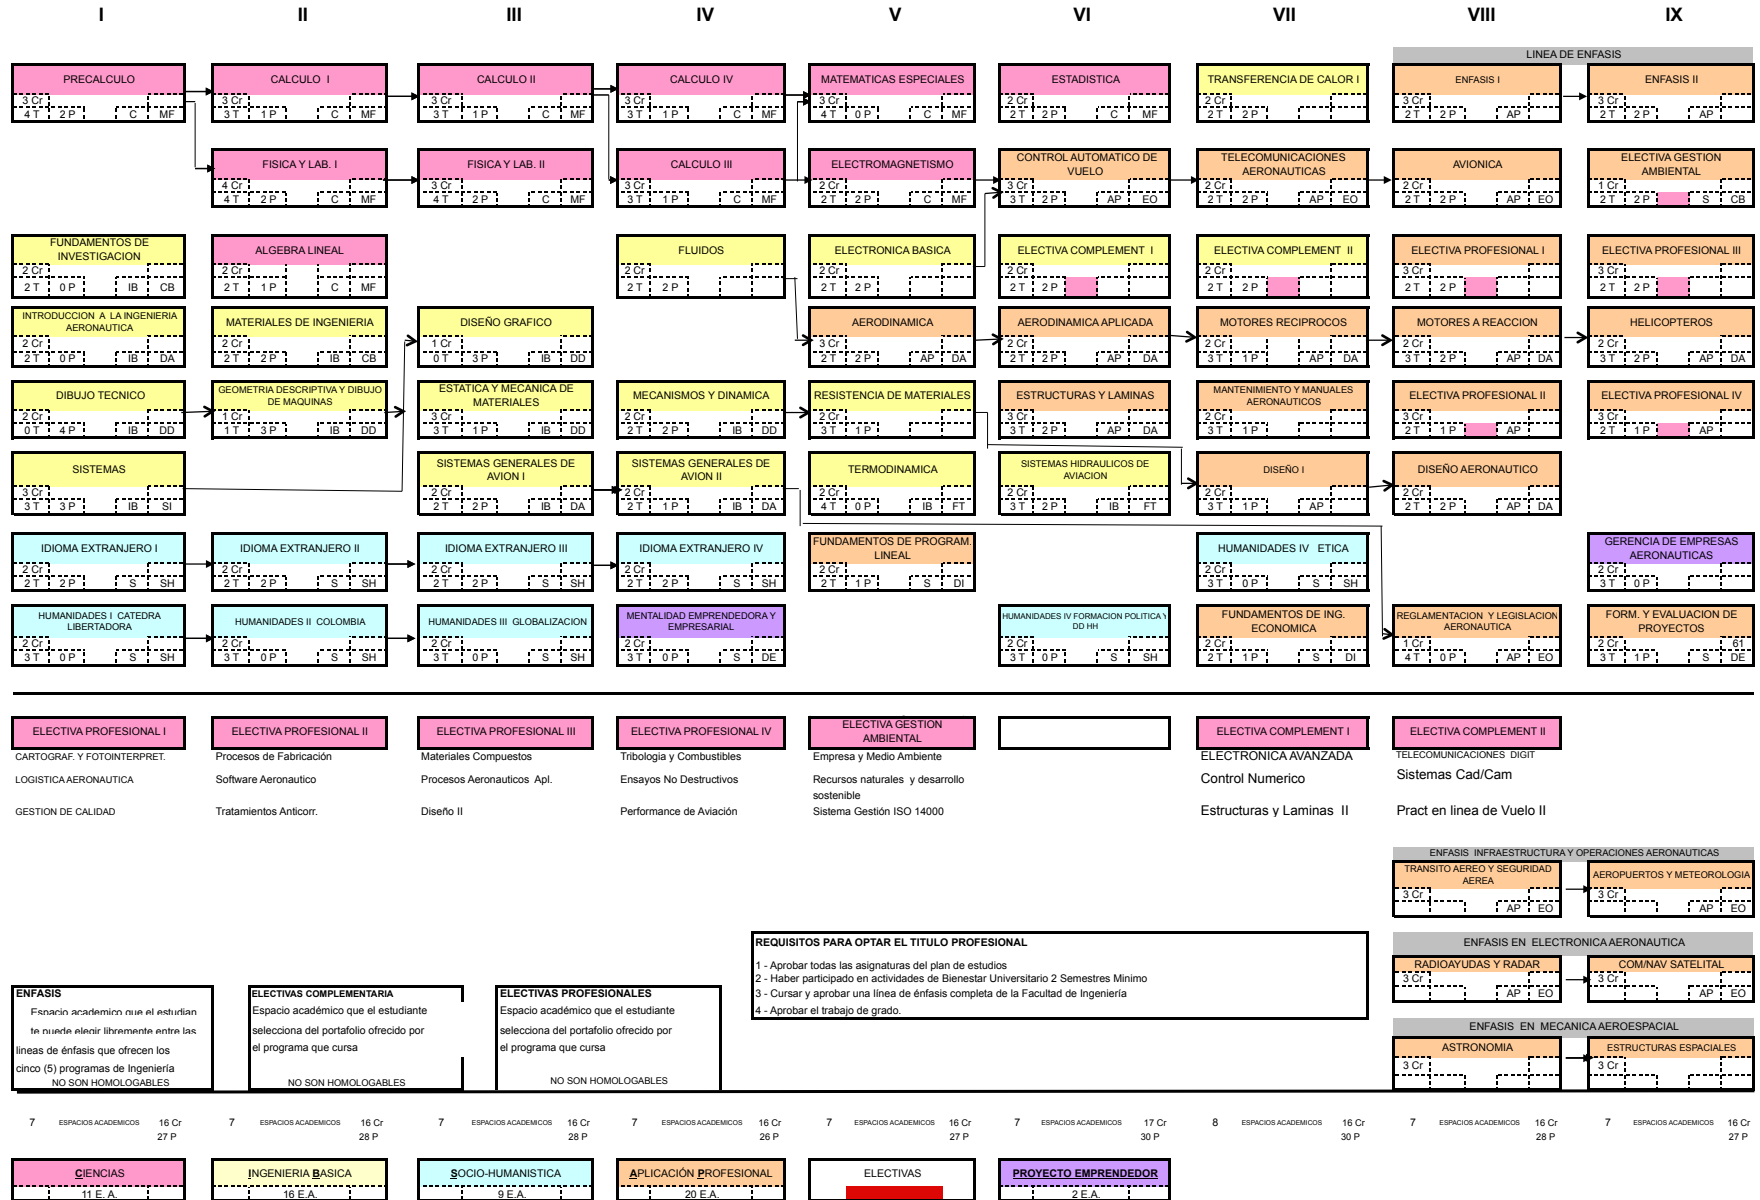 I II III IV V VI VII VIII IX
LINEA DE ENFASIS
PRECALCULO CALCULO I CALCULO II CALCULO IV MATEMATICAS ESPECIALES ESTADISTICA TRANSFERENCIA DE CALOR I ENFASIS I ENFASIS II
3 Cr 3 Cr 3 Cr 3 Cr 3 Cr 2 Cr 2 Cr 3 Cr 3 Cr
4 T 2 P C MF 3 T 1 P C MF 3 T 1 P C MF 3 T 1 P C MF 4 T 0 P C MF 2 T 2 P C MF 2 T 2 P 2 T 2 P AP 2 T 2 P AP
FISICA Y LAB. I FISICA Y LAB. II CALCULO III ELECTROMAGNETISMO CONTROL AUTOMATICO DE VUELO TELECOMUNICACIONES AERONAUTICAS AVIONICA ELECTIVA GESTION AMBIENTAL
4 Cr 3 Cr 3 Cr 2 Cr 3 Cr 2 Cr 2 Cr 1 Cr
4 T 2 P C MF 4 T 2 P C MF 3 T 1 P C MF 2 T 2 P C MF 3 T 2 P AP EO 2 T 2 P AP EO 2 T 2 P AP EO 2 T 2 P S CB
FUNDAMENTOS DE INVESTIGACION ALGEBRA LINEAL FLUIDOS ELECTRONICA BASICA ELECTIVA COMPLEMENT I ELECTIVA COMPLEMENT II ELECTIVA PROFESIONAL I ELECTIVA PROFESIONAL III
2 Cr 2 Cr 2 Cr 2 Cr 2 Cr 2 Cr 3 Cr 3 Cr
2 T 0 P IB CB 2 T 1 P C MF 2 T 2 P 2 T 2 P 2 T 2 P 2 T 2 P 2 T 2 P 2 T 2 P
INTRODUCCION A LA INGENIERIA AERONAUTICA MATERIALES DE INGENIERIA DISEÑO GRAFICO AERODINAMICA AERODINAMICA APLICADA MOTORES RECIPROCOS MOTORES A REACCION HELICOPTEROS
2 Cr 2 Cr 1 Cr 3 Cr 2 Cr 2 Cr 2 Cr 2 Cr
2 T 0 P IB DA 2 T 2 P IB CB 0 T 3 P IB DD 2 T 2 P AP DA 2 T 2 P AP DA 3 T 1 P AP DA 3 T 2 P AP DA 3 T 2 P AP DA
DIBUJO TECNICO GEOMETRIA DESCRIPTIVA Y DIBUJO DE MAQUINAS ESTATICA Y MECANICA DE MATERIALES MECANISMOS Y DINAMICA RESISTENCIA DE MATERIALES ESTRUCTURAS Y LAMINAS MANTENIMIENTO Y MANUALES AERONAUTICOS ELECTIVA PROFESIONAL II ELECTIVA PROFESIONAL IV
2 Cr 1 Cr 3 Cr 2 Cr 2 Cr 3 Cr 2 Cr 3 Cr 3 Cr
0 T 4 P IB DD 1 T 3 P IB DD 3 T 1 P IB DD 2 T 2 P IB DD 3 T 1 P 2 T 2 P AP DA 3 T 1 P 2 T 1 P AP 2 T 1 P AP
SISTEMAS SISTEMAS GENERALES DE AVION I SISTEMAS GENERALES DE AVION II TERMODINAMICA SISTEMAS HIDRAULICOS DE AVIACION DISEÑO I DISEÑO AERONAUTICO
3 Cr 2 Cr 2 Cr 2 Cr 2 Cr 2 Cr 2 Cr
3 T 3 P IB SI 2 T 2 P IB DA 2 T 1 P IB DA 4 T 0 P IB FT 3 T 2 P IB FT 3 T 1 P AP 2 T 2 P AP DA
IDIOMA EXTRANJERO I IDIOMA EXTRANJERO II IDIOMA EXTRANJERO III IDIOMA EXTRANJERO IV FUNDAMENTOS DE PROGRAM. LINEAL HUMANIDADES IV ETICA GERENCIA DE EMPRESAS AERONAUTICAS
2 Cr 2 Cr 2 Cr 2 Cr 2 Cr 2 Cr 2 Cr
2 T 2 P S SH 2 T 2 P S SH 2 T 2 P S SH 2 T 2 P S SH 2 T 1 P S DI 3 T 0 P S SH 3 T 0 P
HUMANIDADES I CATEDRA LIBERTADORA HUMANIDADES II COLOMBIA HUMANIDADES III GLOBALIZACION MENTALIDAD EMPRENDEDORA Y EMPRESARIAL HUMANIDADES IV FORMACION POLITICA Y DD HH FUNDAMENTOS DE ING. ECONOMICA REGLAMENTACION Y LEGISLACION AERONAUTICA FORM. Y EVALUACION DE PROYECTOS
2 Cr 2 Cr 2 Cr 2 Cr 2 Cr 2 Cr 1 Cr 2 Cr 61
3 T 0 P S SH 3 T 0 P S SH 3 T 0 P S SH 3 T 0 P S DE 3 T 0 P S SH 2 T 1 P S DI 4 T 0 P AP EO 3 T 1 P S DE
ELECTIVA PROFESIONAL I ELECTIVA PROFESIONAL II ELECTIVA PROFESIONAL III ELECTIVA PROFESIONAL IV ELECTIVA GESTION AMBIENTAL ELECTIVA COMPLEMENT I ELECTIVA COMPLEMENT II
CARTOGRAF. Y FOTOINTERPRET. Procesos de Fabricación Materiales Compuestos Tribologia y Combustibles Empresa y Medio Ambiente ELECTRONICA AVANZADA TELECOMUNICACIONES DIGIT
LOGISTICA AERONAUTICA Software Aeronautico Procesos Aeronauticos Apl. Ensayos No Destructivos Recursos naturales y desarrollo sostenible Control Numerico Sistemas Cad/Cam
GESTION DE CALIDAD Tratamientos Anticorr. Diseño II Performance de Aviación Sistema Gestión ISO 14000 Estructuras y Laminas II Pract en linea de Vuelo II
ENFASIS INFRAESTRUCTURA Y OPERACIONES AERONAUTICAS
TRANSITO AEREO Y SEGURIDAD AEREA AEROPUERTOS Y METEOROLOGIA
3 Cr 3 Cr
AP EO AP EO
ENFASIS EN ELECTRONICA AERONAUTICA
RADIOAYUDAS Y RADAR COM/NAV SATELITAL
3 Cr 3 Cr
AP EO AP EO
ENFASIS EN MECANICA AEROESPACIAL
ASTRONOMIA ESTRUCTURAS ESPACIALES
3 Cr 3 Cr
REQUISITOS PARA OPTAR EL TITULO PROFESIONAL
1 - Aprobar todas las asignaturas del plan de estudios
2 - Haber participado en actividades de Bienestar Universitario 2 Semestres Minimo
3 - Cursar y aprobar una línea de énfasis completa de la Facultad de Ingeniería
4 - Aprobar el trabajo de grado.
ENFASIS
Espacio academico que el estudian
te puede elegir libremente entre las
lineas de énfasis que ofrecen los
cinco (5) programas de Ingeniería
NO SON HOMOLOGABLES
ELECTIVAS COMPLEMENTARIA
Espacio académico que el estudiante
selecciona del portafolio ofrecido por
el programa que cursa
NO SON HOMOLOGABLES
ELECTIVAS PROFESIONALES
Espacio académico que el estudiante
selecciona del portafolio ofrecido por
el programa que cursa
NO SON HOMOLOGABLES
7 ESPACIOS ACADEMICOS 16 Cr 7 ESPACIOS ACADEMICOS 16 Cr 7 ESPACIOS ACADEMICOS 16 Cr 7 ESPACIOS ACADEMICOS 16 Cr 7 ESPACIOS ACADEMICOS 16 Cr 7 ESPACIOS ACADEMICOS 17 Cr 8 ESPACIOS ACADEMICOS 16 Cr 7 ESPACIOS ACADEMICOS 16 Cr 7 ESPACIOS ACADEMICOS 16 Cr
27 P 28 P 28 P 26 P 27 P 30 P 30 P 28 P 27 P
CIENCIAS INGENIERIA BASICA SOCIO-HUMANISTICA APLICACIÓN PROFESIONAL ELECTIVAS PROYECTO EMPRENDEDOR
11 E. A. 16 E.A. 9 E.A. 20 E.A. 2 E.A.